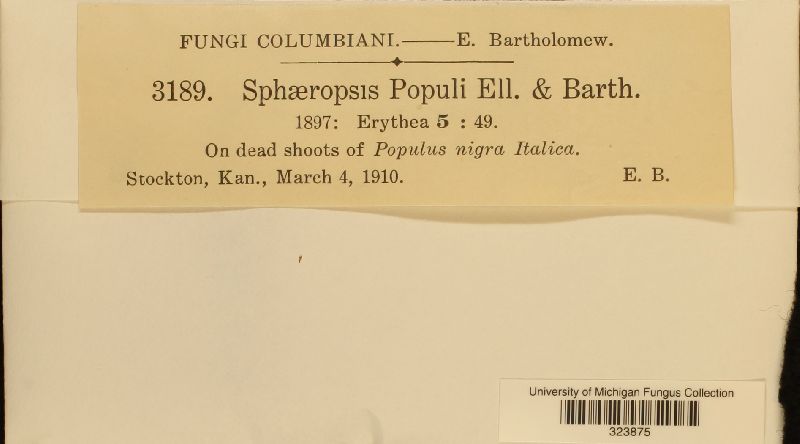 FUNGI COLUMBIANI.——E. Bartholomew.
3189. Sphæropsis Populi Ell. & Barth.
1897: Erythea 5 : 49.
On dead shoots of Populus nigra Italica.
Stockton, Kan., March 4, 1910. E. B.
University of Michigan Fungus Collection
323875